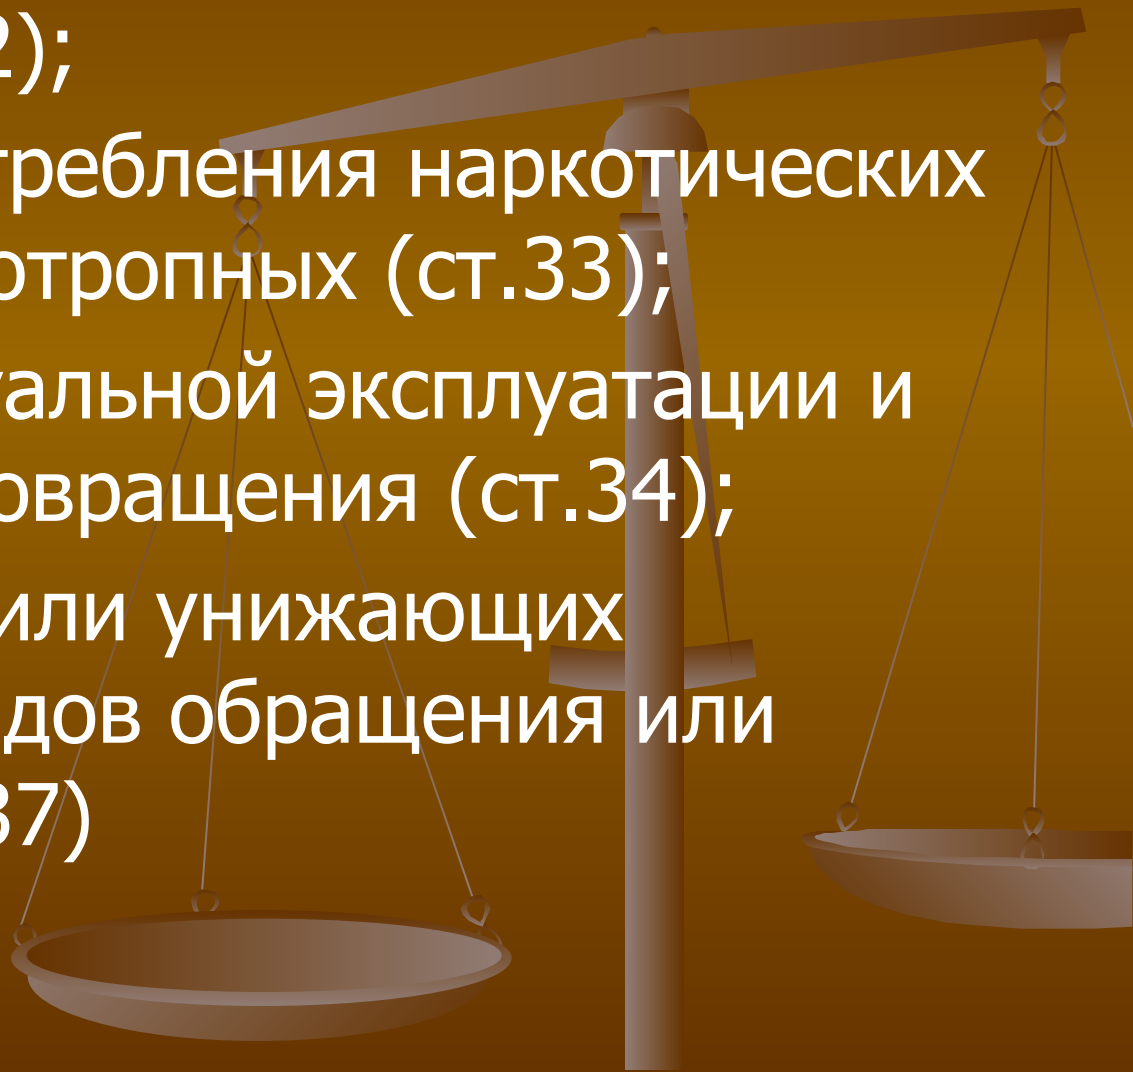 2);
требления наркотических
отропных (ст.33);
уальной эксплуатации и
овращения (ст.34);
или унижающих
дов обращения или
37)